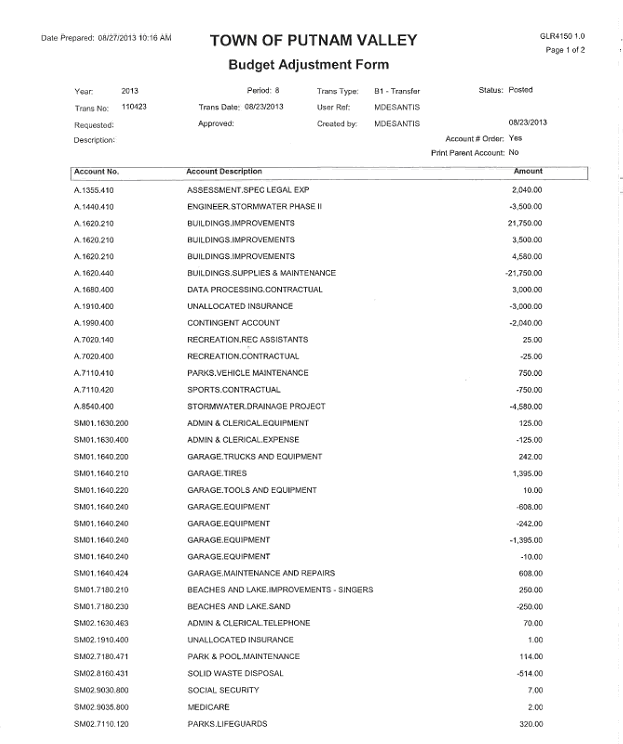 Date Prepared: 08/27/2013 10:16 AM
TOWN OF PUTNAM VALLEY
GLR4150 1.0
Page 1 of 2
Budget Adjustment Form
Year: 2013 Period: 8 Trans Type: B1 - Transfer Status: Posted
Trans No: 110423 Trans Date: 08/23/2013 User Ref: MDESANTIS
Requested: Approved: Created by: MDESANTIS 08/23/2013
Description: Account # Order: Yes
Print Parent Account: No
Account No. Account Description Amount
A.1355.410 ASSESSMENT.SPEC LEGAL EXP 2,040.00
A.1440.410 ENGINEER.STORMWATER PHASE II -3,500.00
A.1620.210 BUILDINGS.IMPROVEMENTS 21,750.00
A.1620.210 BUILDINGS.IMPROVEMENTS 3,500.00
A.1620.210 BUILDINGS.IMPROVEMENTS 4,580.00
A.1620.440 BUILDINGS.SUPPLIES & MAINTENANCE -21,750.00
A.1680.400 DATA PROCESSING.CONTRACTUAL 3,000.00
A.1910.400 UNALLOCATED INSURANCE -3,000.00
A.1990.400 CONTINGENT ACCOUNT -2,040.00
A.7020.140 RECREATION.REC ASSISTANTS 25.00
A.7020.400 RECREATION.CONTRACTUAL -25.00
A.7110.410 PARKS.VEHICLE MAINTENANCE 750.00
A.7110.420 SPORTS.CONTRACTUAL -750.00
A.8540.400 STORMWATER.DRAINAGE PROJECT -4,580.00
SM01.1630.200 ADMIN & CLERICAL.EQUIPMENT 125.00
SM01.1630.400 ADMIN & CLERICAL.EXPENSE -125.00
SM01.1640.200 GARAGE.TRUCKS AND EQUIPMENT 242.00
SM01.1640.210 GARAGE.TIRES 1,395.00
SM01.1640.220 GARAGE.TOOLS AND EQUIPMENT 10.00
SM01.1640.240 GARAGE.EQUIPMENT -608.00
SM01.1640.240 GARAGE.EQUIPMENT -242.00
SM01.1640.240 GARAGE.EQUIPMENT -1,395.00
SM01.1640.240 GARAGE.EQUIPMENT -10.00
SM01.1640.424 GARAGE.MAINTENANCE AND REPAIRS 608.00
SM01.7180.210 BEACHES AND LAKE.IMPROVEMENTS - SINGERS 250.00
SM01.7180.230 BEACHES AND LAKE.SAND -250.00
SM02.1630.463 ADMIN & CLERICAL.TELEPHONE 70.00
SM02.1910.400 UNALLOCATED INSURANCE 1.00
SM02.7180.471 PARK & POOL.MAINTENANCE 114.00
SM02.8160.431 SOLID WASTE DISPOSAL -514.00
SM02.9030.800 SOCIAL SECURITY 7.00
SM02.9035.800 MEDICARE 2.00
SM02.7110.120 PARKS.LIFEGUARDS 320.00